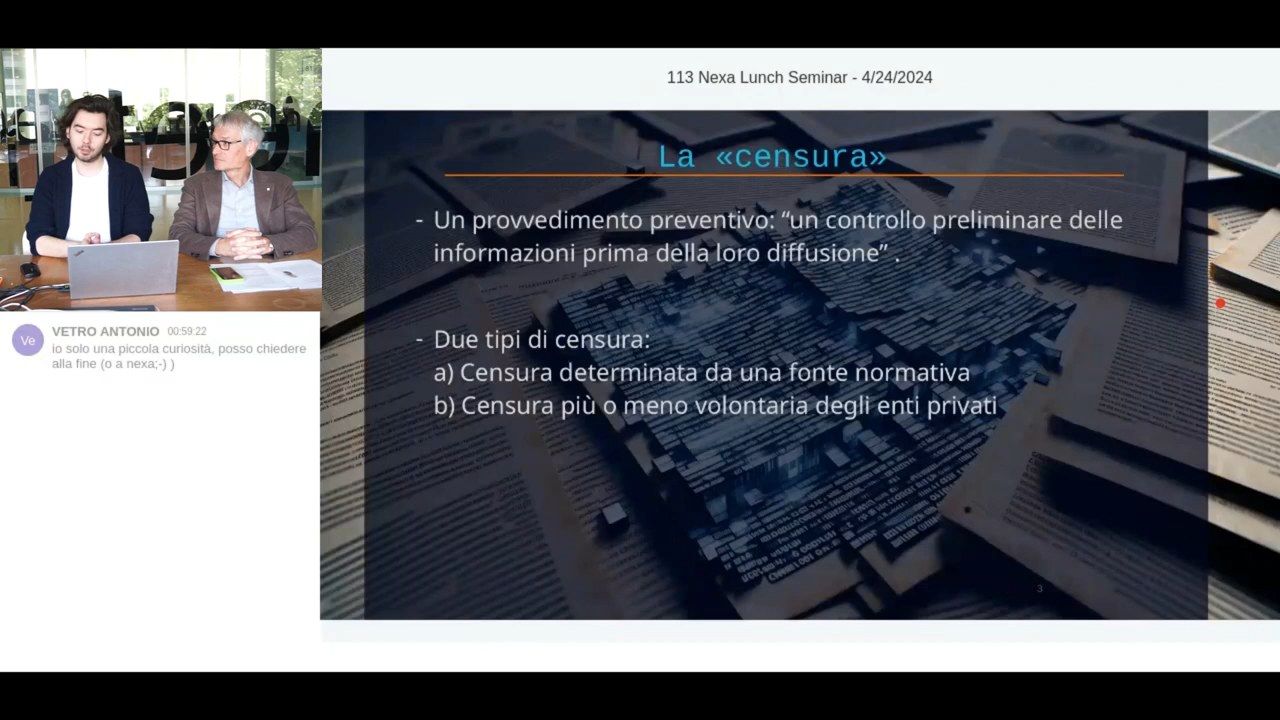 113 Nexa Lunch Seminar - 4/24/2024
La «censura»
- Un provvedimento preventivo: “un controllo preliminare delle
informazioni prima della loro diffusione” .
- Due tipi di censura:
a) Censura determinata da una fonte normativa
b) Censura più o meno volontaria degli enti privati
3
Ve
VETRO ANTONIO 00:59:22
io solo una piccola curiosità, posso chiedere
alla fine (o a nexa;-) )